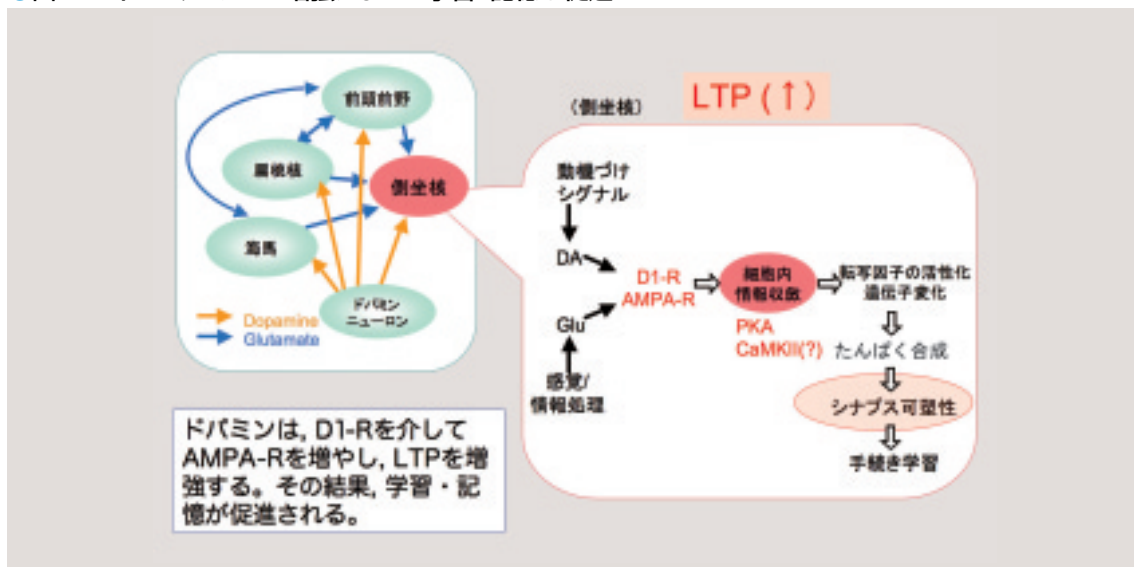 前頭前野
扁桃核
海馬
側坐核
ドパミン
ニューロン
Dopamine
Glutamate
ドパミンは, D1-Rを介して
AMPA-Rを増やし, LTPを増
強する。その結果, 学習・記
憶が促進される。
LTP (↑)
(側坐核)
動機づけ
シグナル
DA
Glu
感覚/
情報処理
D1-R
AMPA-R
細胞内
情報収斂
PKA
CaMKII(?)
転写因子の活性化
遺伝子変化
たんぱく合成
シナプス可塑性
手続き学習